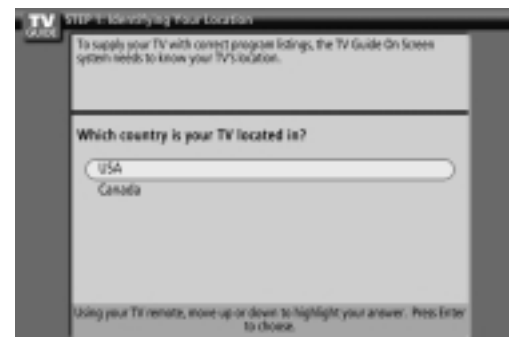 TV
GUIDE
STEP 1: Identifying Your Location
To supply your TV with correct program listings, the TV Guide On Screen
system needs to know your TV's location.
Which country is your TV located in?
USA
Canada
Using your TV remote, move up or down to highlight your answer. Press Enter
to choose.